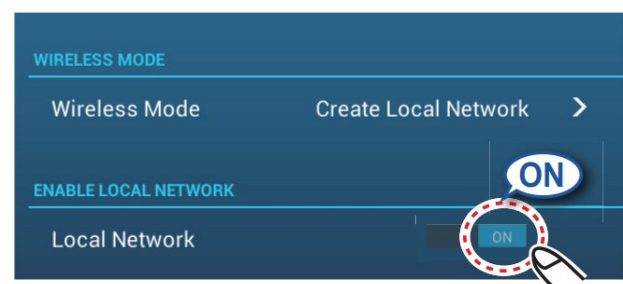 WIRELESS MODE
Wireless Mode Create Local Network >
ENABLE LOCAL NETWORK
ON
Local Network ON